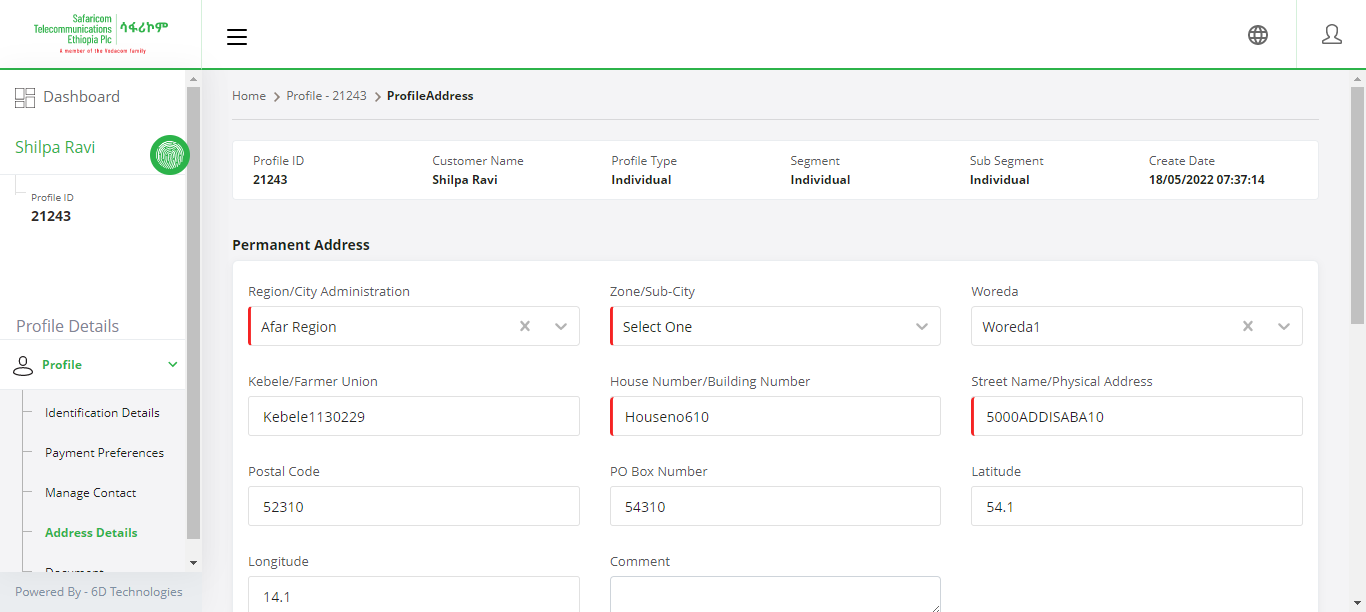 Safaricom
Telecommunications
Ethiopia Plc
ሳፋሪኮም
A member of the Vodacom family
Dashboard
Shilpa Ravi
Profile ID
21243
Profile Details
Profile
Identification Details
Payment Preferences
Manage Contact
Address Details
Document
Powered By - 6D Technologies
Home > Profile - 21243 > ProfileAddress
Profile ID Customer Name Profile Type Segment Sub Segment Create Date
21243 Shilpa Ravi Individual Individual Individual 18/05/2022 07:37:14
Permanent Address
Region/City Administration Zone/Sub-City Woreda
Afar Region Select One Woreda1
Kebele/Farmer Union House Number/Building Number Street Name/Physical Address
Kebele1130229 Houseno610 5000ADDISABA10
Postal Code PO Box Number Latitude
52310 54310 54.1
Longitude Comment
14.1